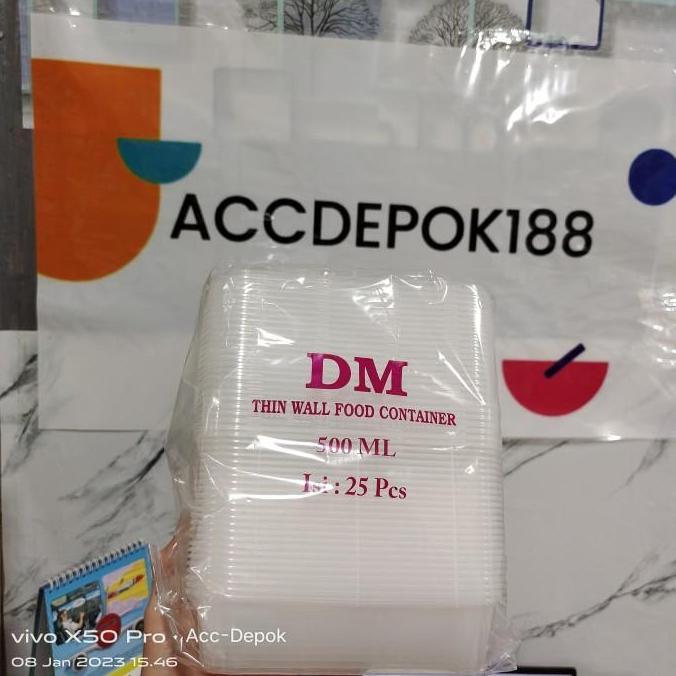 ACCDEPOK188
DM
THIN WALL FOOD CONTAINER
500 ML
Isi : 25 Pcs
vivo X50 Pro · Acc-Depok
08 Jan 2023 15.46